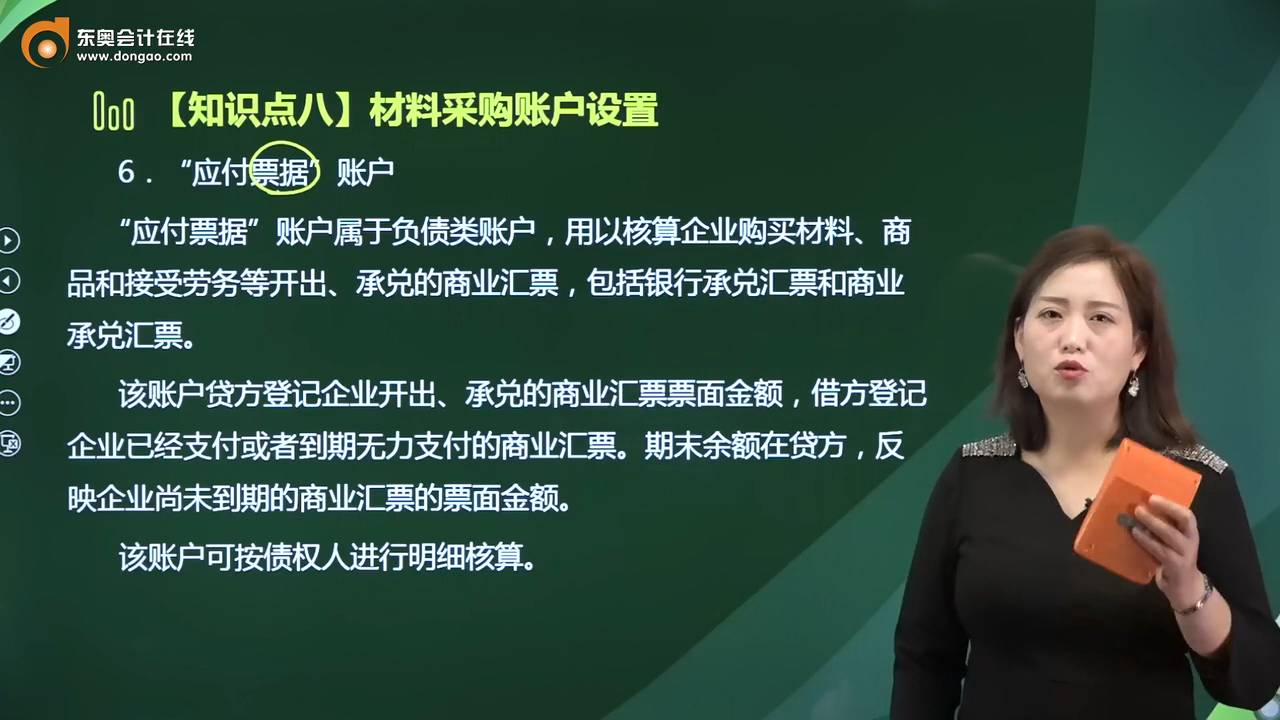 东奥会计在线
www.dongao.com
【知识点八】材料采购账户设置
6．“应付票据”账户
“应付票据”账户属于负债类账户，用以核算企业购买材料、商
品和接受劳务等开出、承兑的商业汇票，包括银行承兑汇票和商业
承兑汇票。
该账户贷方登记企业开出、承兑的商业汇票票面金额，借方登记
企业已经支付或者到期无力支付的商业汇票。期末余额在贷方，反
映企业尚未到期的商业汇票的票面金额。
该账户可按债权人进行明细核算。